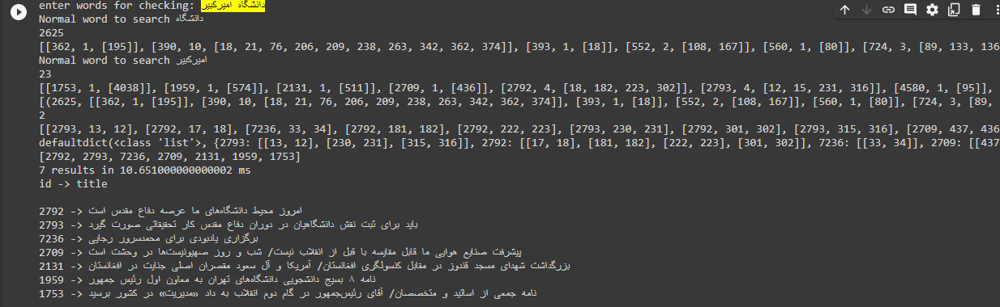 enter words for checking: دانشگاه امیرکبیر
Normal word to search دانشگاه
2625
[[362, 1, [195]], [390, 10, [18, 21, 76, 206, 209, 238, 263, 342, 362, 374]], [393, 1, [18]], [552, 2, [108, 167]], [560, 1, [80]], [724, 3, [89, 133, 136
Normal word to search امیرکبیر
23
[[1753, 1, [4038]], [1959, 1, [574]], [2131, 1, [511]], [2709, 1, [436]], [2792, 4, [18, 182, 223, 302]], [2793, 4, [12, 15, 231, 316]], [4580, 1, [95]],
[(2625, [[362, 1, [195]], [390, 10, [18, 21, 76, 206, 209, 238, 263, 342, 362, 374]], [393, 1, [18]], [552, 2, [108, 167]], [560, 1, [80]], [724, 3, [89,
2
[[2793, 13, 12], [2792, 17, 18], [7236, 33, 34], [2792, 181, 182], [2792, 222, 223], [2793, 230, 231], [2792, 301, 302], [2793, 315, 316], [2709, 437, 436
defaultdict(<class 'list'>, {2793: [[13, 12], [230, 231], [315, 316]], 2792: [[17, 18], [181, 182], [222, 223], [301, 302]], 7236: [[33, 34]], 2709: [[437
[2792, 2793, 7236, 2709, 2131, 1959, 1753]
7 results in 10.651000000000002 ms
id -> title
2792 -> امروز محیط دانشگاه‌های ما عرصه دفاع مقدس است
2793 -> باید برای ثبت نقش دانشگاهیان در دوران دفاع مقدس کار تحقیقاتی صورت گیرد
7236 -> برگزاری یادبودی برای محمدسرور رجایی
2709 -> پیشرفت صنایع هوایی ما قابل مقایسه با قبل از انقلاب نیست/ شب و روز صهیونیست‌ها در وحشت است
2131 -> بزرگداشت شهدای مسجد قندوز در مقابل کنسولگری افغانستان/ آمریکا و آل سعود مقصران اصلی جنایت در افغانستان
1959 -> نامه ۸ بسیج دانشجویی دانشگاه‌های تهران به معاون اول رئیس جمهور
1753 -> نامه جمعی از اساتید و متخصصان/ آقای رئیس‌جمهور در گام دوم انقلاب به داد «مدیریت» در کشور برسید